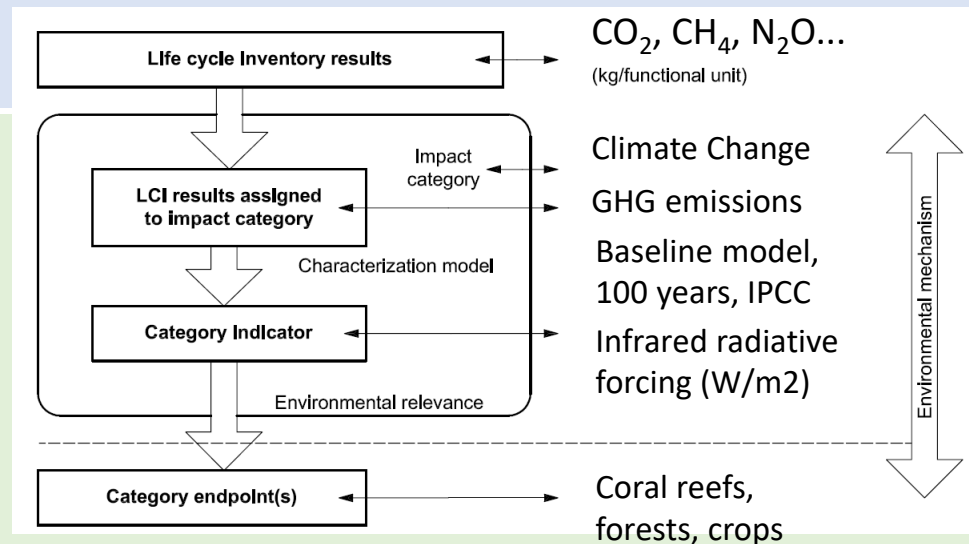 Life cycle Inventory results
CO₂, CH₄, N₂O...
(kg/functional unit)
Impact
category
Climate Change
LCI results assigned
to impact category
GHG emissions
Characterization model
Baseline model,
100 years, IPCC
Category Indicator
Infrared radiative
forcing (W/m2)
Environmental relevance
Environmental mechanism
Category endpoint(s)
Coral reefs,
forests, crops